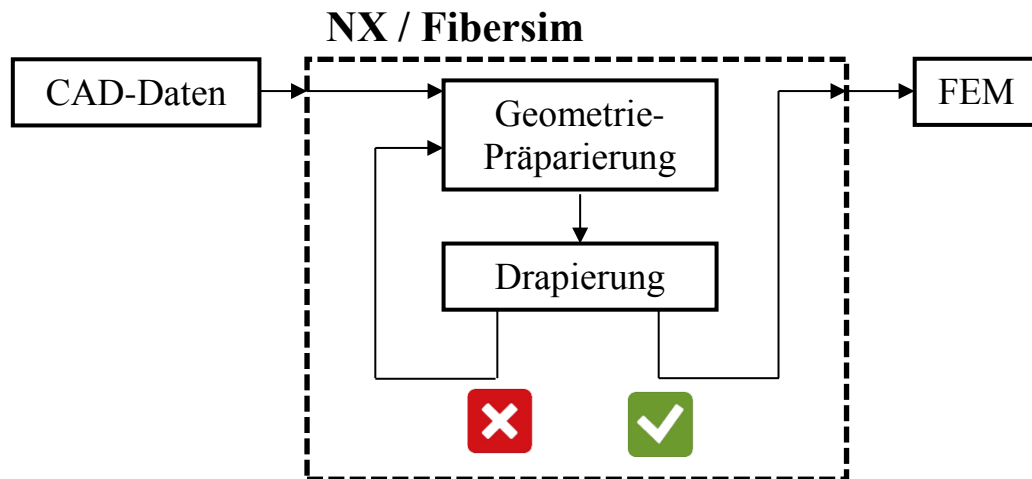 NX / Fibersim
CAD-Daten
Geometrie-
Präparierung
FEM
Drapierung